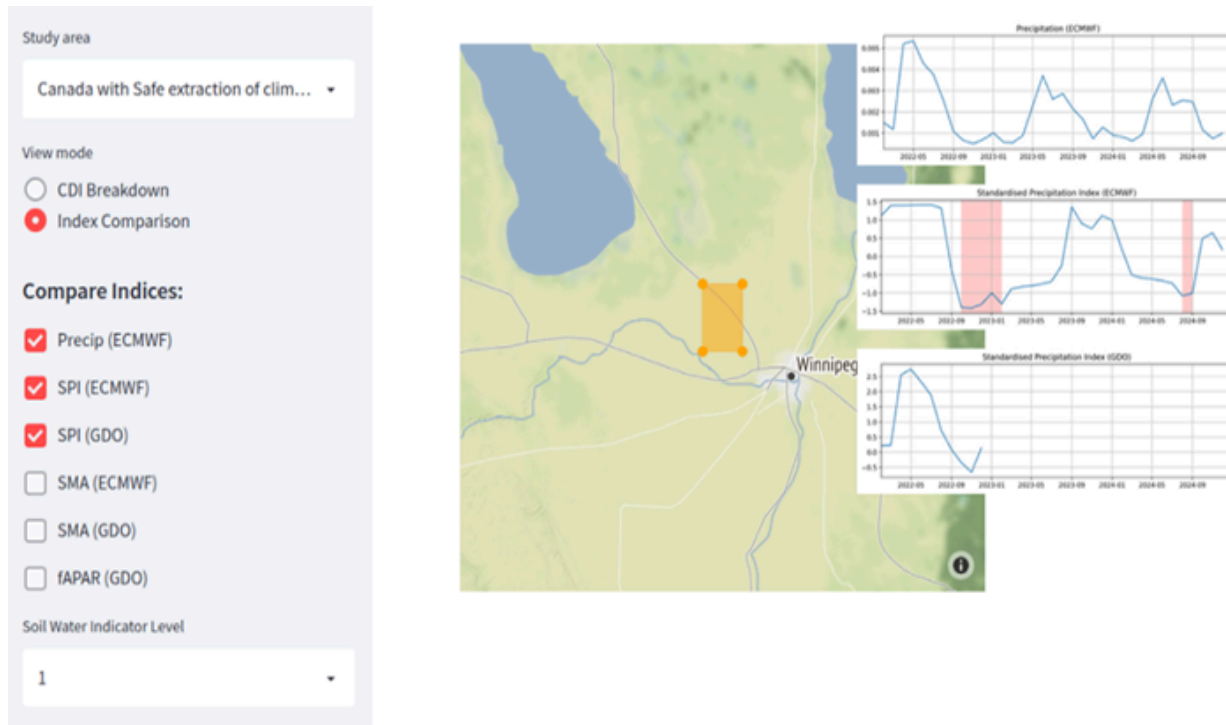 Study area
Canada with Safe extraction of clim...
View mode
CDI Breakdown
Index Comparison
Compare Indices:
Precip (ECMWF)
SPI (ECMWF)
SPI (GDO)
SMA (ECMWF)
SMA (GDO)
fAPAR (GDO)
Soil Water Indicator Level
1
Winnipeg
Precipitation (ECMWF)
0.005
0.004
0.003
0.002
0.001
2022-05 2022-09 2023-01 2023-05 2023-09 2024-01 2024-05 2024-09
Standardised Precipitation Index (ECMWF)
1.5
1.0
0.5
0.0
-0.5
-1.0
-1.5
2022-05 2022-09 2023-01 2023-05 2023-09 2024-01 2024-05 2024-09
Standardised Precipitation Index (GDO)
2.5
2.0
1.5
1.0
0.5
0.0
-0.5
2022-05 2022-09 2023-01 2023-05 2023-09 2024-01 2024-05 2024-09